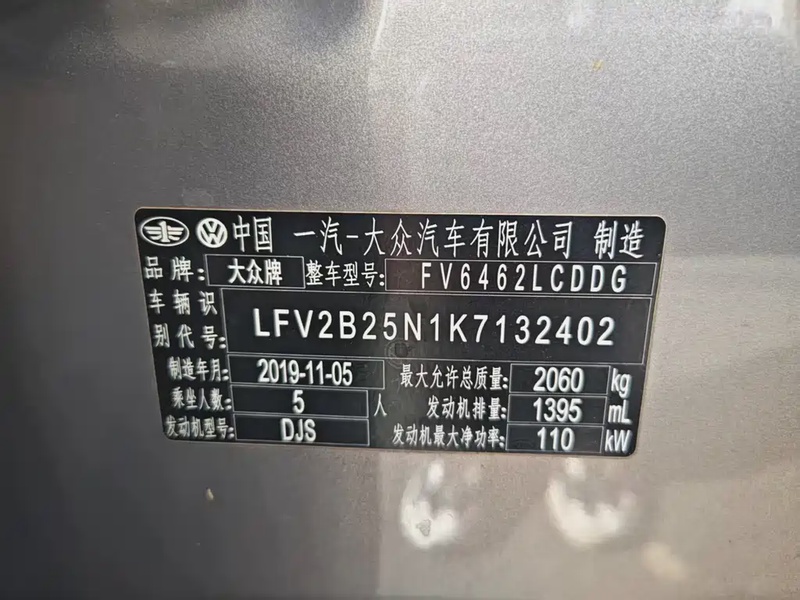 中国 一汽-大众汽车有限公司 制造
品牌: 大众牌 整车型号: FV6462LCDDG
车辆识别代号: LFV2B25N1K7132402
制造年月: 2019-11-05 最大允许总质量: 2060 kg
乘坐人数: 5 人 发动机排量: 1395 mL
发动机型号: DJS 发动机最大净功率: 110 kW